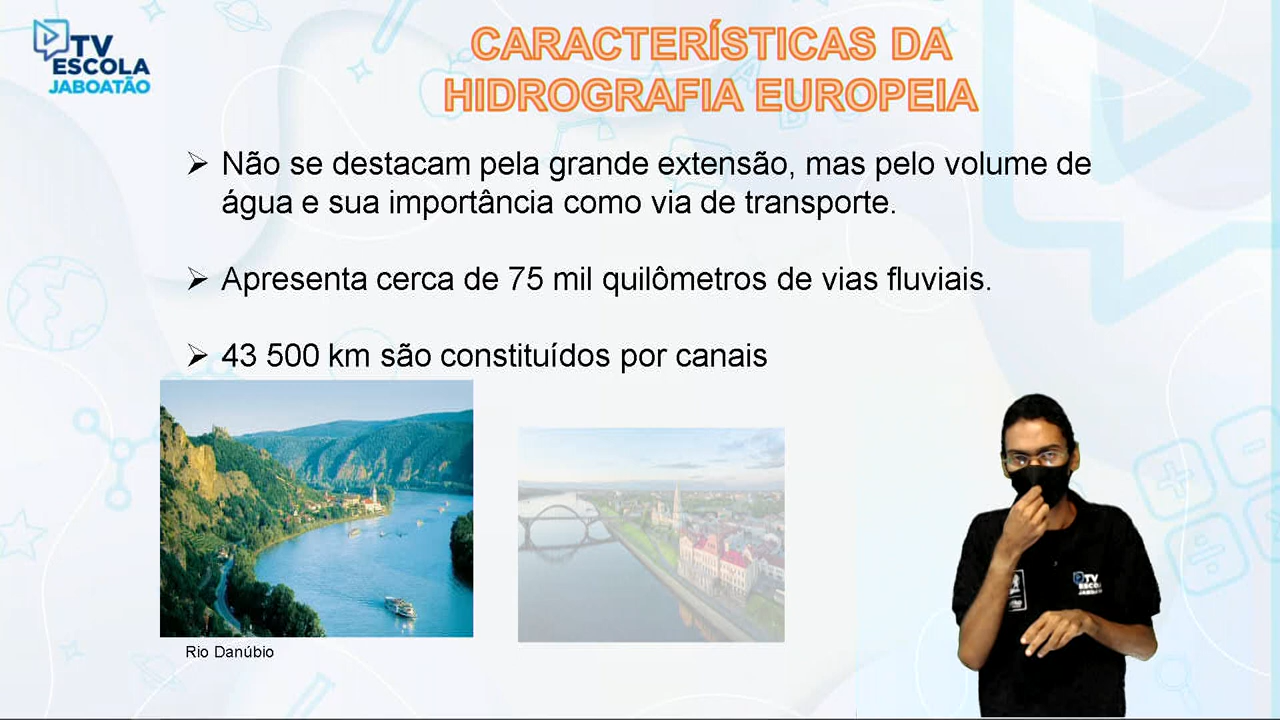 TV
ESCOLA
JABOATÃO
CARACTERÍSTICAS DA
HIDROGRAFIA EUROPEIA
➢ Não se destacam pela grande extensão, mas pelo volume de
água e sua importância como via de transporte.
➢ Apresenta cerca de 75 mil quilômetros de vias fluviais.
➢ 43 500 km são constituídos por canais
Rio Danúbio
TV
ESCOLA